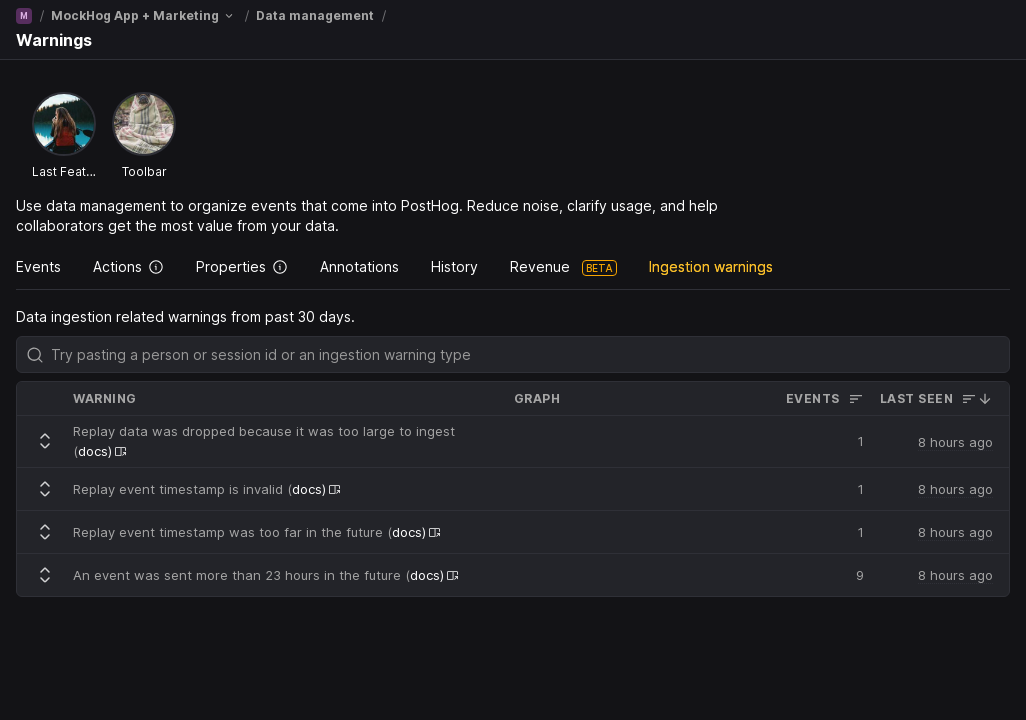 M / MockHog App + Marketing / Data management /
Warnings
Last Feat... Toolbar
Use data management to organize events that come into PostHog. Reduce noise, clarify usage, and help
collaborators get the most value from your data.
Events Actions Properties Annotations History Revenue BETA Ingestion warnings
Data ingestion related warnings from past 30 days.
Try pasting a person or session id or an ingestion warning type
WARNING GRAPH EVENTS LAST SEEN
Replay data was dropped because it was too large to ingest
(docs) 1 8 hours ago
Replay event timestamp is invalid (docs) 1 8 hours ago
Replay event timestamp was too far in the future (docs) 1 8 hours ago
An event was sent more than 23 hours in the future (docs) 9 8 hours ago